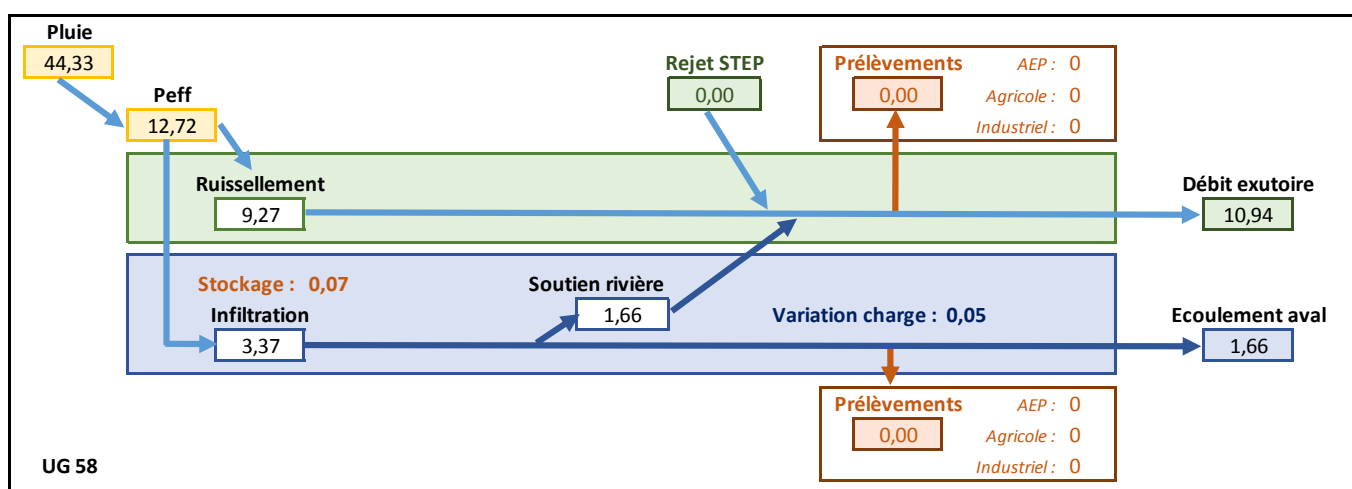 Pluie
44,33
Peff
12,72
Rejet STEP
0,00
Prélèvements
0,00
AEP : 0
Agricole : 0
Industriel : 0
Ruissellement
9,27
Débit exutoire
10,94
Stockage : 0,07
Infiltration
3,37
Soutien rivière
1,66
Variation charge : 0,05
Ecoulement aval
1,66
Prélèvements
0,00
AEP : 0
Agricole : 0
Industriel : 0
UG 58